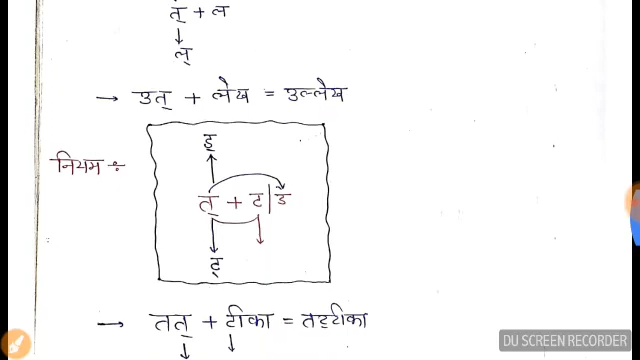 त् + ल
ल्
→ उत् + लेख = उल्लेख
नियम ÷
ड्
त् + ट|ड
ट्
→ तत् + टीका = तट्टीका
DU SCREEN RECORDER